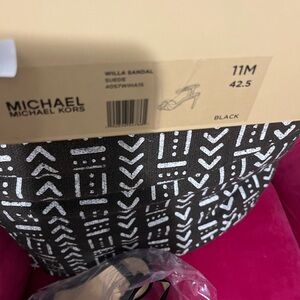 WILLA SANDAL
SUEDE
11M
42.5
MICHAEL
MICHAEL KORS
BLACK